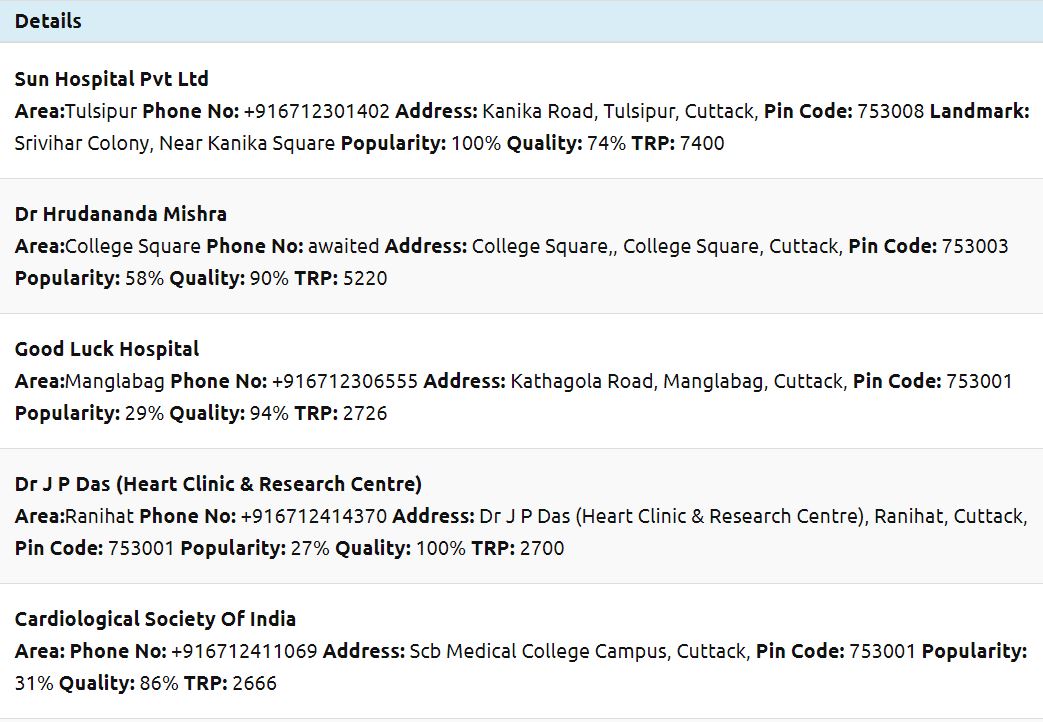 Details
Sun Hospital Pvt Ltd
Area:Tulsipur Phone No: +916712301402 Address: Kanika Road, Tulsipur, Cuttack, Pin Code: 753008 Landmark:
Srivihar Colony, Near Kanika Square Popularity: 100% Quality: 74% TRP: 7400
Dr Hrudananda Mishra
Area:College Square Phone No: awaited Address: College Square,, College Square, Cuttack, Pin Code: 753003
Popularity: 58% Quality: 90% TRP: 5220
Good Luck Hospital
Area:Manglabag Phone No: +916712306555 Address: Kathagola Road, Manglabag, Cuttack, Pin Code: 753001
Popularity: 29% Quality: 94% TRP: 2726
Dr J P Das (Heart Clinic & Research Centre)
Area:Ranihat Phone No: +916712414370 Address: Dr J P Das (Heart Clinic & Research Centre), Ranihat, Cuttack,
Pin Code: 753001 Popularity: 27% Quality: 100% TRP: 2700
Cardiological Society Of India
Area: Phone No: +916712411069 Address: Scb Medical College Campus, Cuttack, Pin Code: 753001 Popularity:
31% Quality: 86% TRP: 2666